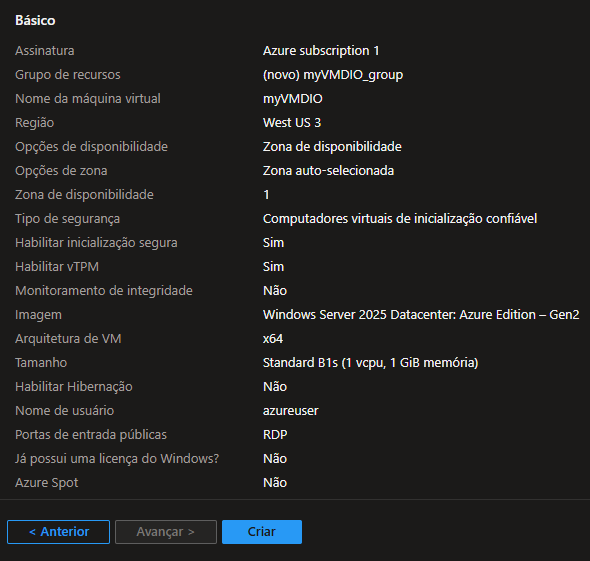 Básico
Assinatura Azure subscription 1
Grupo de recursos (novo) myVMDIO_group
Nome da máquina virtual myVMDIO
Região West US 3
Opções de disponibilidade Zona de disponibilidade
Opções de zona Zona auto-selecionada
Zona de disponibilidade 1
Tipo de segurança Computadores virtuais de inicialização confiável
Habilitar inicialização segura Sim
Habilitar vTPM Sim
Monitoramento de integridade Não
Imagem Windows Server 2025 Datacenter: Azure Edition – Gen2
Arquitetura de VM x64
Tamanho Standard B1s (1 vcpu, 1 GiB memória)
Habilitar Hibernação Não
Nome de usuário azureuser
Portas de entrada públicas RDP
Já possui uma licença do Windows? Não
Azure Spot Não
< Anterior Avançar > Criar